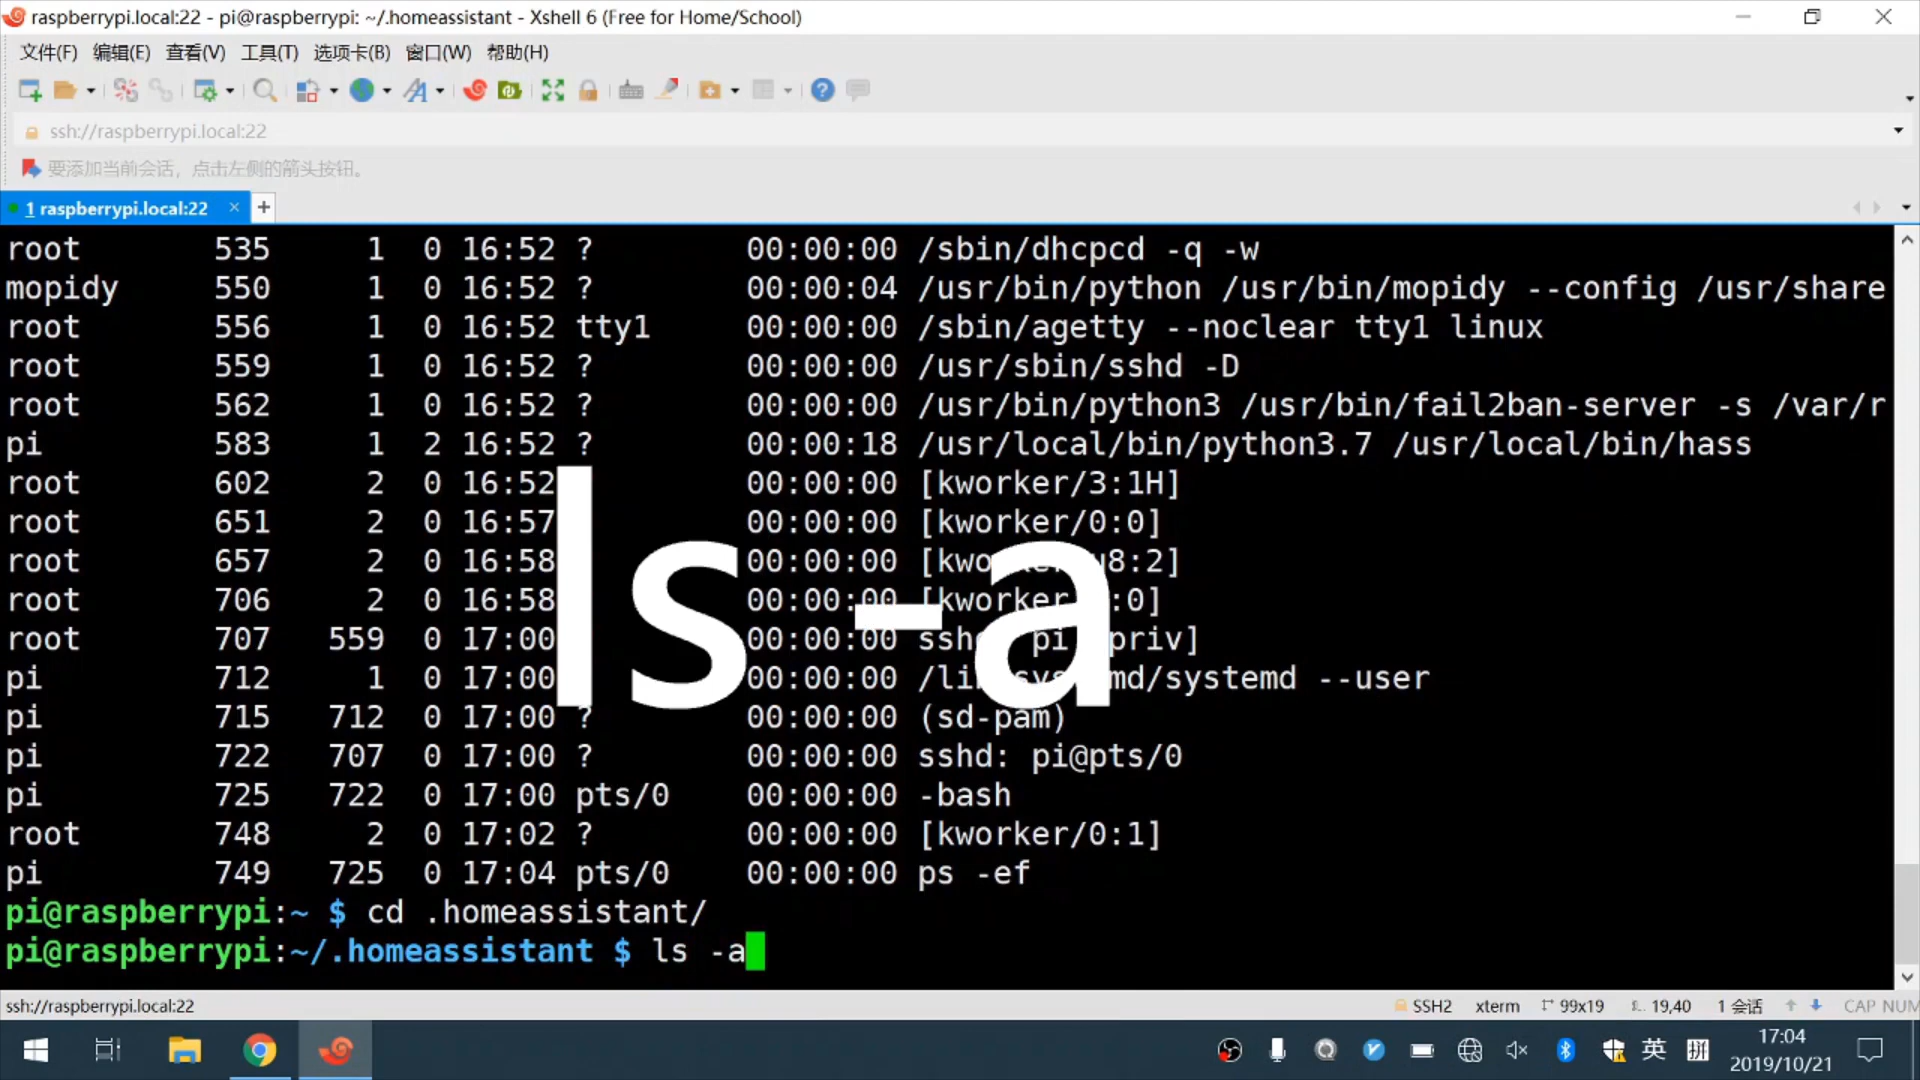 raspberrypi.local:22 - pi@raspberrypi: ~/.homeassistant - Xshell 6 (Free for Home/School)
文件(F) 编辑(E) 查看(V) 工具(T) 选项卡(B) 窗口(W) 帮助(H)
ssh://raspberrypi.local:22
要添加当前会话，点击左侧的箭头按钮。
1 raspberrypi.local:22 × +
root 535 1 0 16:52 ? 00:00:00 /sbin/dhcpcd -q -w
mopidy 550 1 0 16:52 ? 00:00:04 /usr/bin/python /usr/bin/mopidy --config /usr/share
root 556 1 0 16:52 tty1 00:00:00 /sbin/agetty --noclear tty1 linux
root 559 1 0 16:52 ? 00:00:00 /usr/sbin/sshd -D
root 562 1 0 16:52 ? 00:00:00 /usr/bin/python3 /usr/bin/fail2ban-server -s /var/r
pi 583 1 2 16:52 ? 00:00:18 /usr/local/bin/python3.7 /usr/local/bin/hass
root 602 2 0 16:52 00:00:00 [kworker/3:1H]
root 651 2 0 16:57 00:00:00 [kworker/0:0]
root 657 2 0 16:58 00:00:00 [kworker/u8:2]
root 706 2 0 16:58 00:00:00 [kworker :0]
root 707 559 0 17:00 00:00:00 sshd: pi [priv]
pi 712 1 0 17:00 00:00:00 /lib/systemd/systemd --user
pi 715 712 0 17:00 ? 00:00:00 (sd-pam)
pi 722 707 0 17:00 ? 00:00:00 sshd: pi@pts/0
pi 725 722 0 17:00 pts/0 00:00:00 -bash
root 748 2 0 17:02 ? 00:00:00 [kworker/0:1]
pi 749 725 0 17:04 pts/0 00:00:00 ps -ef
pi@raspberrypi:~ $ cd .homeassistant/
pi@raspberrypi:~/.homeassistant $ ls -a
ls -a
ssh://raspberrypi.local:22 SSH2 xterm 99x19 19,40 1 会话 CAP NUM
英 拼 17:04
2019/10/21